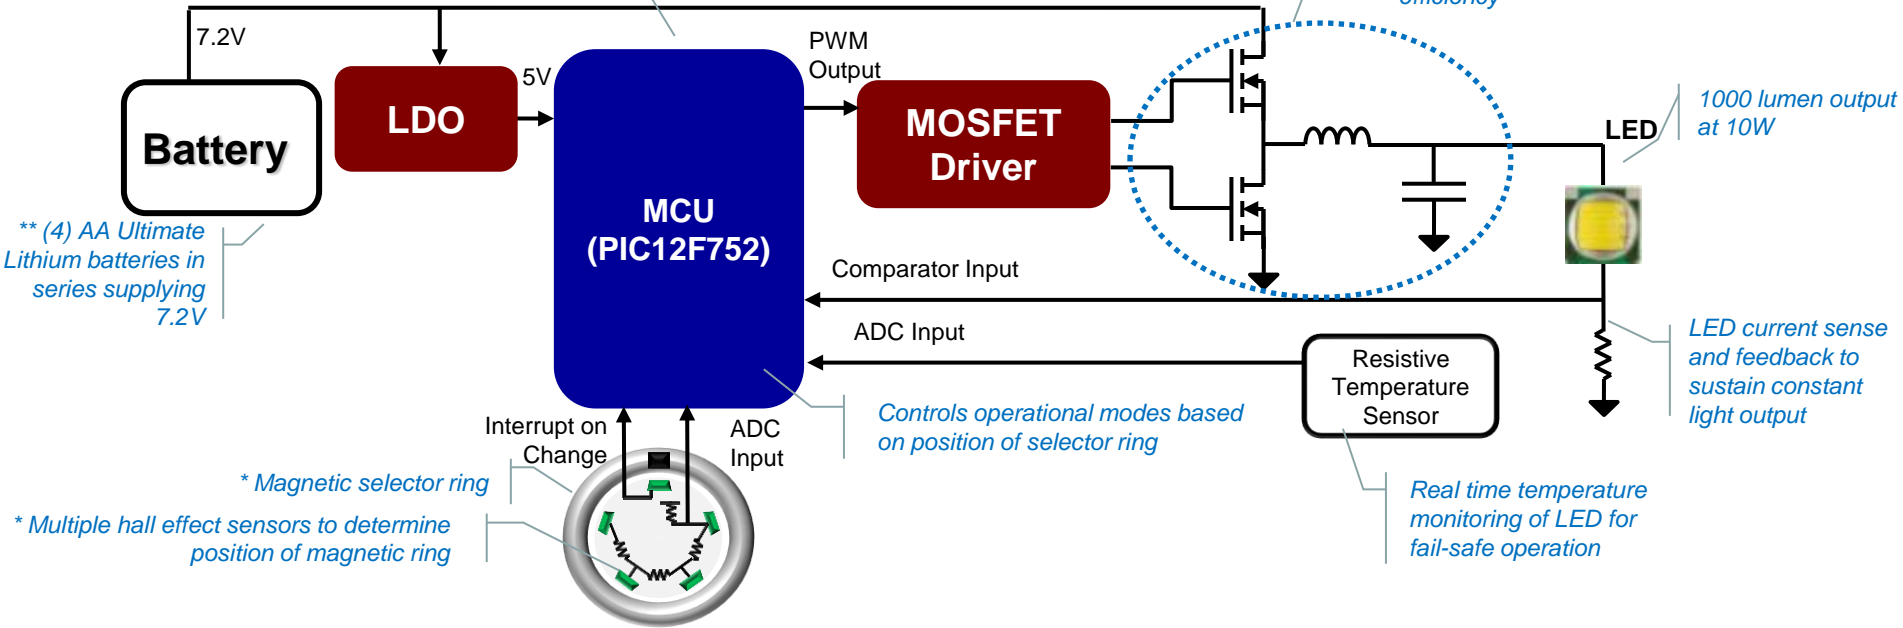 efficiency
7.2V
PWM
Output
5V
LDO
Battery
MOSFET
Driver
LED
1000 lumen output
at 10W
MCU
(PIC12F752)
** (4) AA Ultimate
Lithium batteries in
series supplying
7.2V
Comparator Input
ADC Input
Resistive
Temperature
Sensor
LED current sense
and feedback to
sustain constant
light output
Controls operational modes based
on position of selector ring
Interrupt on
Change
ADC
Input
* Magnetic selector ring
* Multiple hall effect sensors to determine
position of magnetic ring
Real time temperature
monitoring of LED for
fail-safe operation